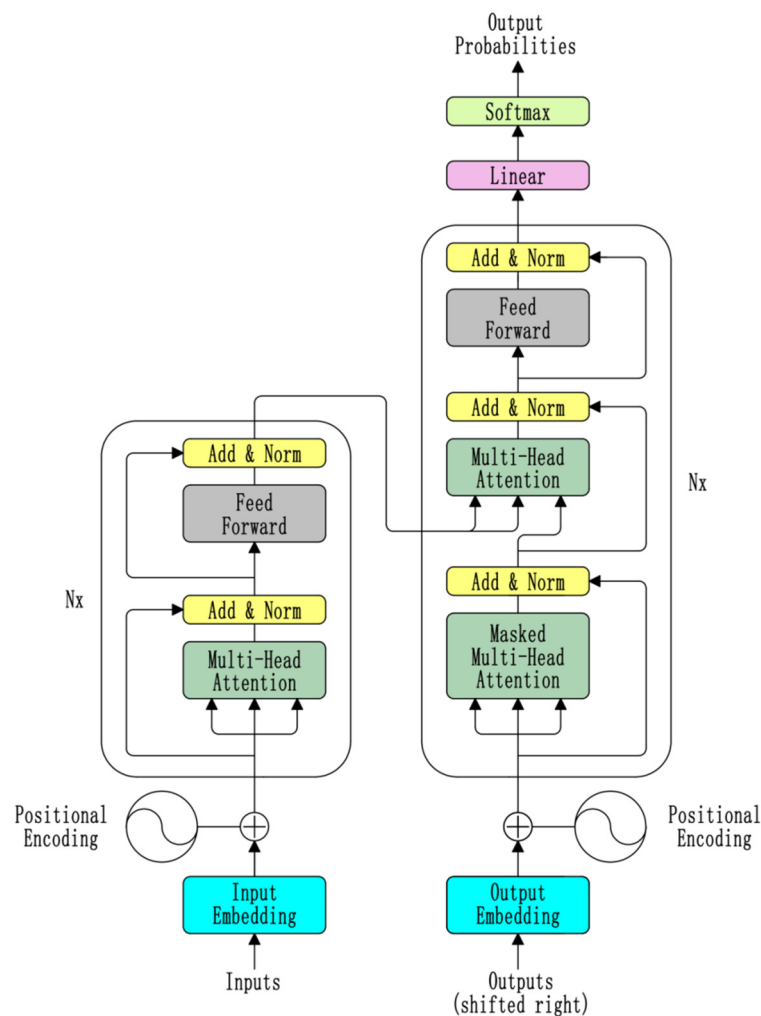 Output
Probabilities
Softmax
Linear
Add & Norm
Feed
Forward
Add & Norm
Multi-Head
Attention
Nx
Add & Norm
Masked
Multi-Head
Attention
Add & Norm
Feed
Forward
Nx
Add & Norm
Multi-Head
Attention
Positional
Encoding
Positional
Encoding
Input
Embedding
Output
Embedding
Inputs
Outputs
(shifted right)